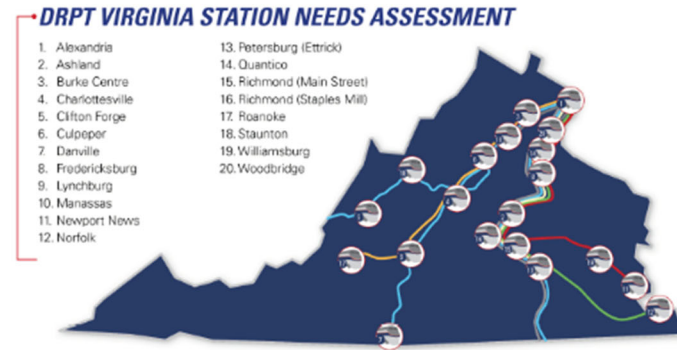 DRPT VIRGINIA STATION NEEDS ASSESSMENT
1. Alexandria
2. Ashland
3. Burke Centre
4. Charlottesville
5. Clifton Forge
6. Culpeper
7. Danville
8. Fredericksburg
9. Lynchburg
10. Manassas
11. Newport News
12. Norfolk
13. Petersburg (Ettrick)
14. Quantico
15. Richmond (Main Street)
16. Richmond (Staples Mill)
17. Roanoke
18. Staunton
19. Williamsburg
20. Woodbridge